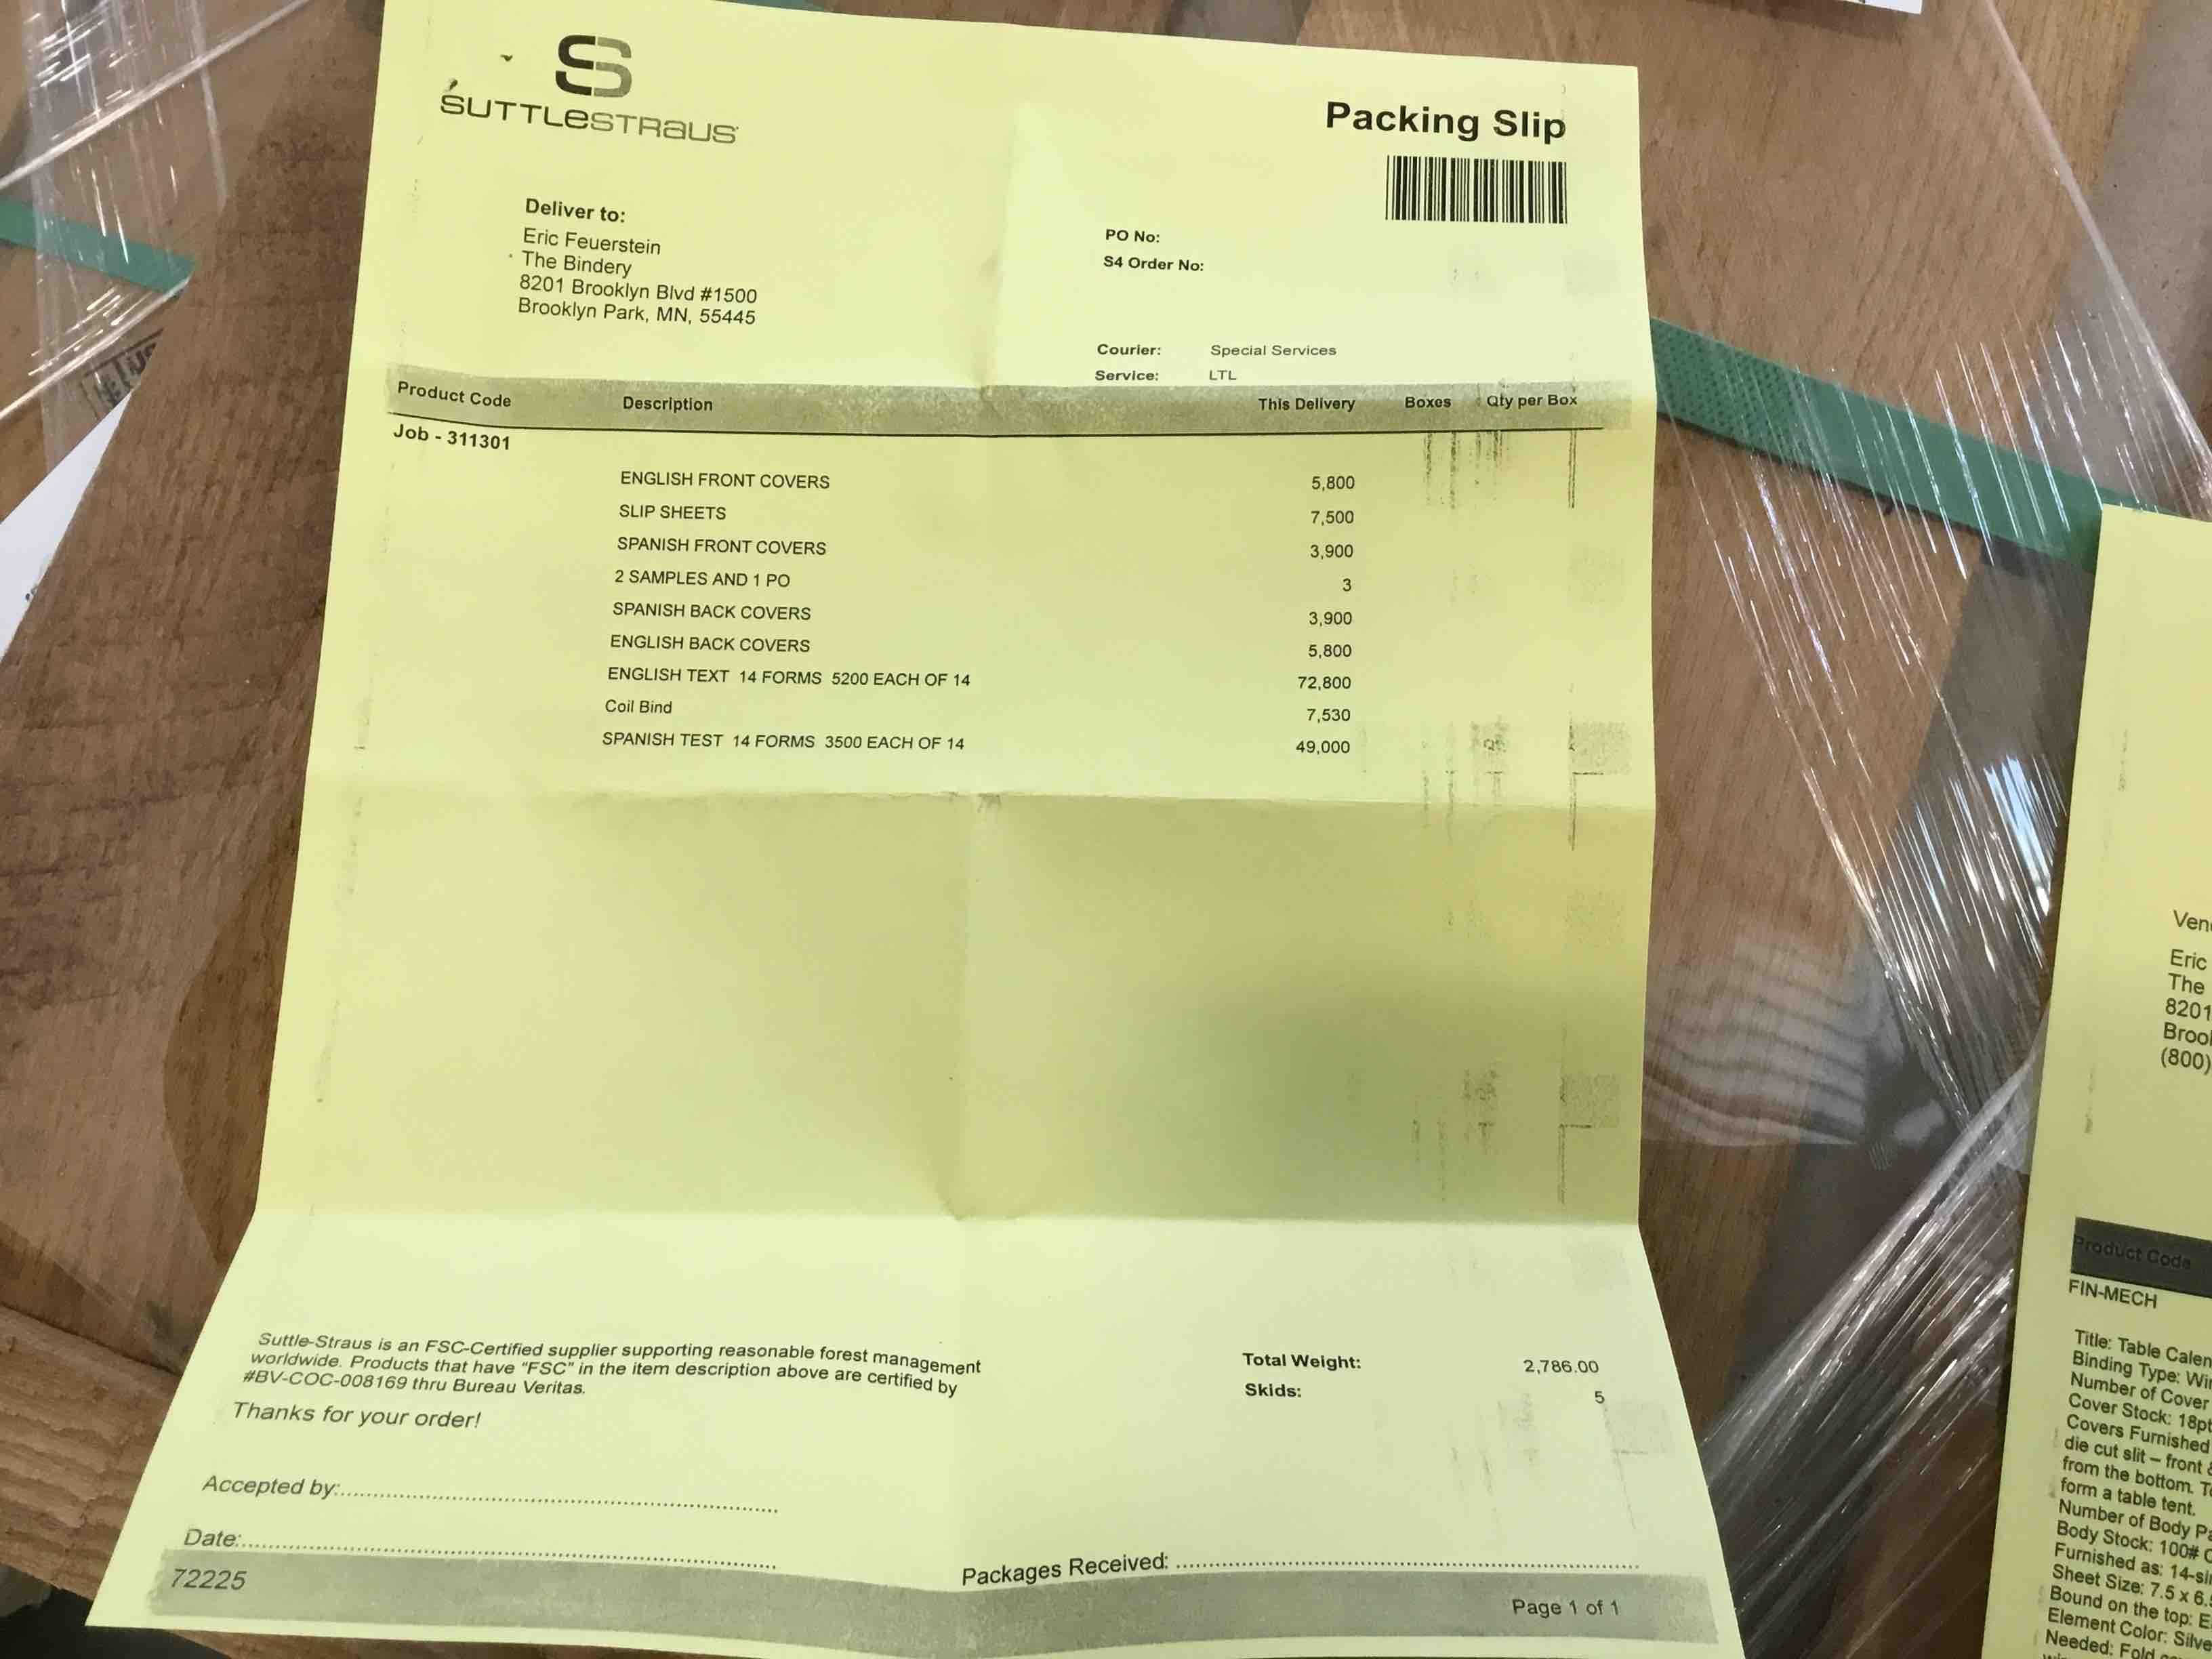 SUTTLESTRAUS
Packing Slip
Deliver to:
Eric Feuerstein
The Bindery
8201 Brooklyn Blvd #1500
Brooklyn Park, MN, 55445
PO No:
S4 Order No:
Courier: Special Services
Service: LTL
Product Code Description This Delivery Boxes Qty per Box
Job - 311301
ENGLISH FRONT COVERS 5,800
SLIP SHEETS 7,500
SPANISH FRONT COVERS 3,900
2 SAMPLES AND 1 PO 3
SPANISH BACK COVERS 3,900
ENGLISH BACK COVERS 5,800
ENGLISH TEXT 14 FORMS 5200 EACH OF 14 72,800
Coil Bind 7,530
SPANISH TEST 14 FORMS 3500 EACH OF 14 49,000
Suttle-Straus is an FSC-Certified supplier supporting reasonable forest management
worldwide. Products that have "FSC" in the item description above are certified by
#BV-COC-008169 thru Bureau Veritas.
Thanks for your order!
Total Weight: 2,786.00
Skids: 5
Accepted by:
Date:
Packages Received:
72225
Page 1 of 1
Eric
The
8201
(800)
Product Code
FIN-MECH
Title: Table
Binding Type:
Number of Cover
Cover Stock: 18pt
Covers Furnished
die cut slit – front
from the bottom.
form a table tent.
Number of Body
Body Stock: 100#
Furnished as:
Sheet Size: 7.5 x
Bound on the top:
Element Color:
Needed: Fold